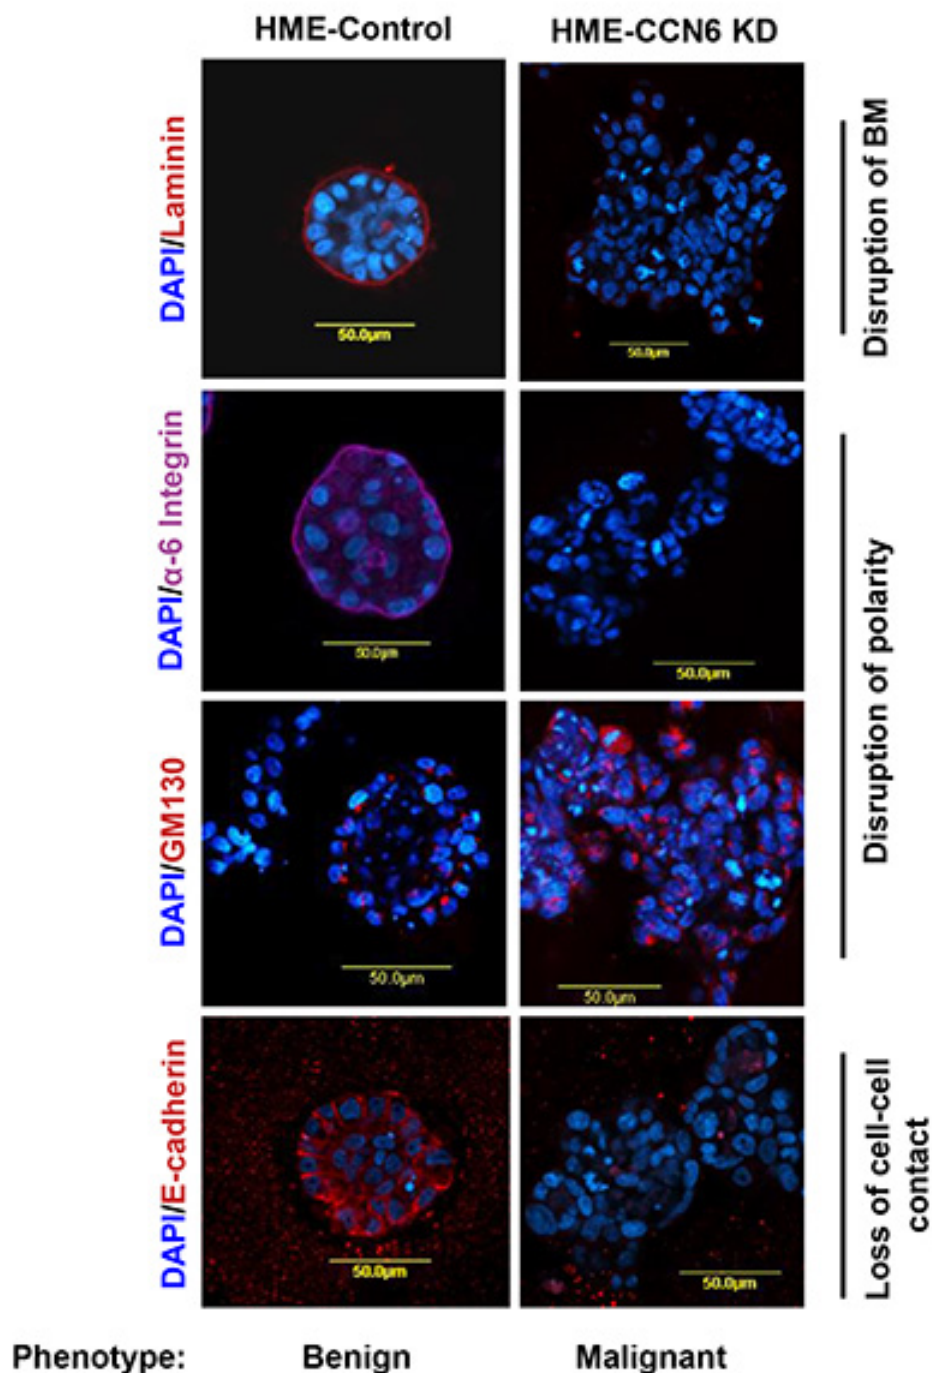 HME-Control HME-CCN6 KD
DAPI/Laminin
50.0µm
50.0µm
Disruption of BM
DAPI/α-6 Integrin
50.0µm
50.0µm
Disruption of polarity
DAPI/GM130
50.0µm
50.0µm
DAPI/E-cadherin
50.0µm
50.0µm
Loss of cell-cell
contact
Phenotype: Benign Malignant